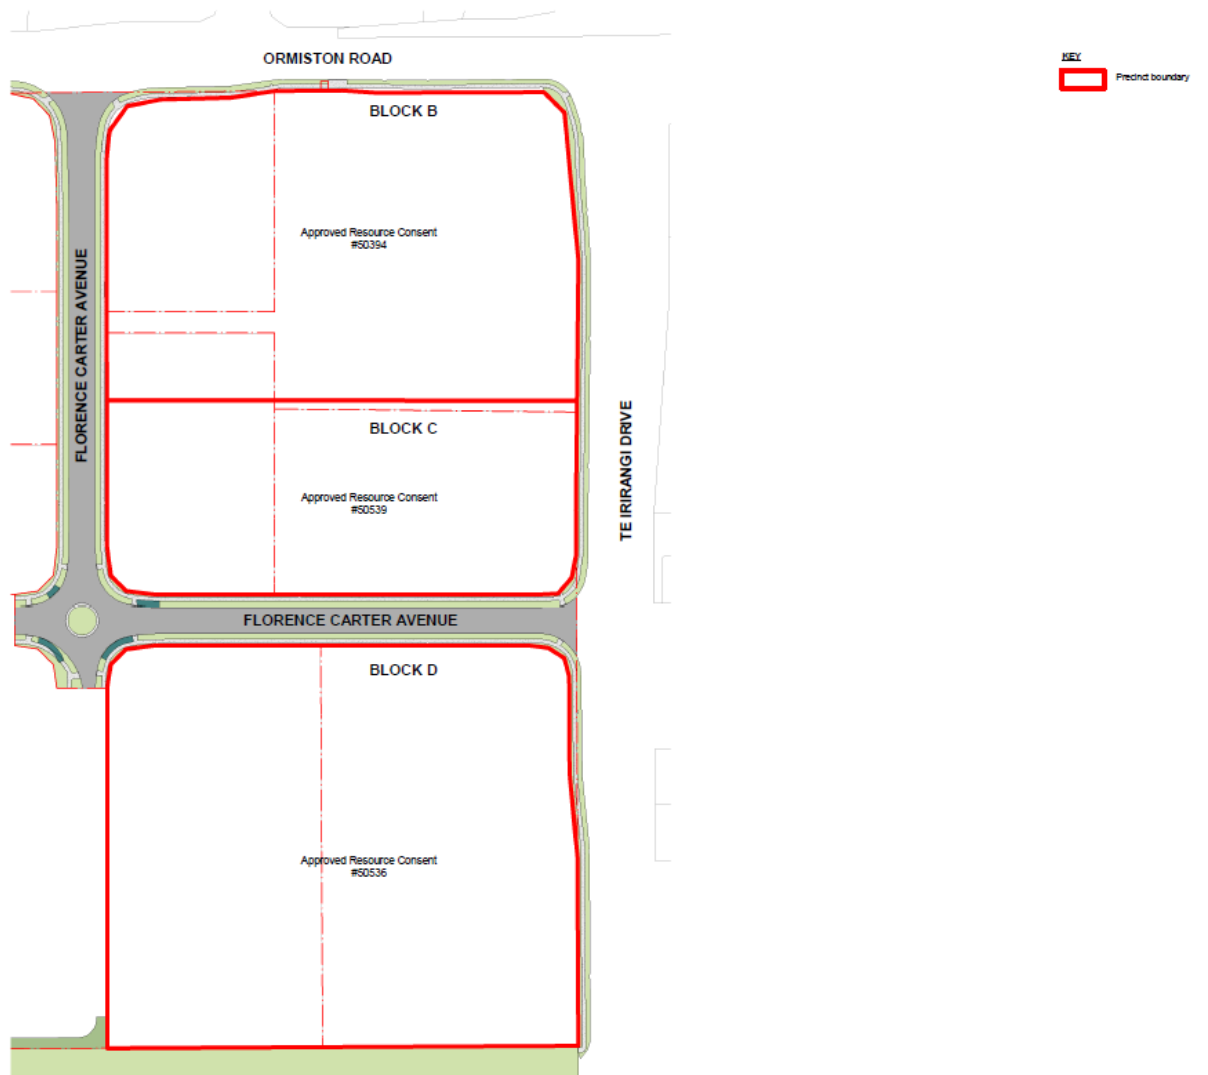 ORMISTON ROAD
KEY
Precinct boundary
BLOCK B
Approved Resource Consent
#50394
FLORENCE CARTER AVENUE
BLOCK C
TE IRIRANGI DRIVE
Approved Resource Consent
#50539
FLORENCE CARTER AVENUE
BLOCK D
Approved Resource Consent
#50536